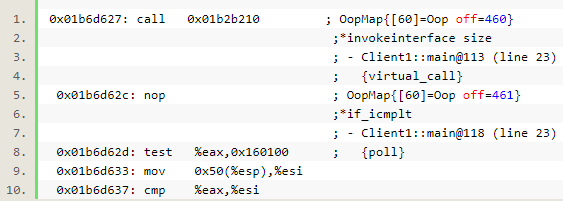 1. 0x01b6d627: call 0x01b2b210 ; OopMap{[60]=Oop off=460}
2. ;*invokeinterface size
3. ; - Client1::main@113 (line 23)
4. ; {virtual_call}
5. 0x01b6d62c: nop ; OopMap{[60]=Oop off=461}
6. ;*if_icmplt
7. ; - Client1::main@118 (line 23)
8. 0x01b6d62d: test %eax,0x160100 ; {poll}
9. 0x01b6d633: mov 0x50(%esp),%esi
10. 0x01b6d637: cmp %eax,%esi